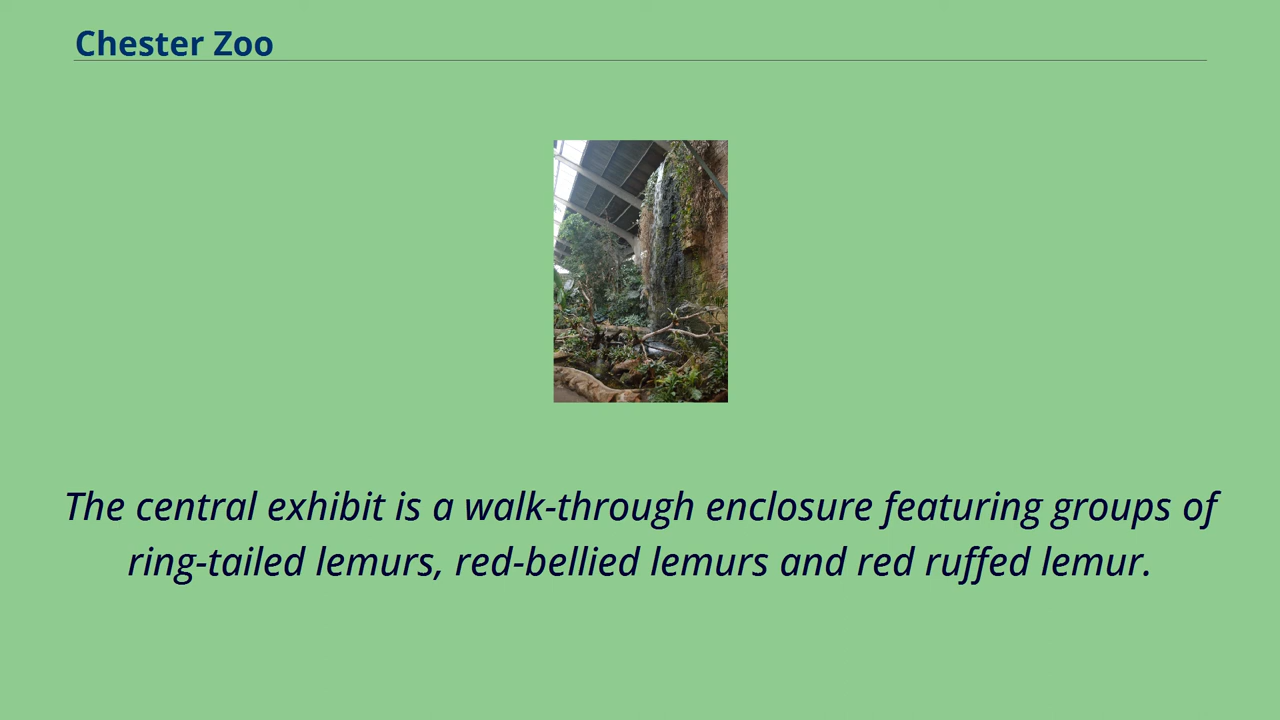 Chester Zoo
The central exhibit is a walk-through enclosure featuring groups of
ring-tailed lemurs, red-bellied lemurs and red ruffed lemur.